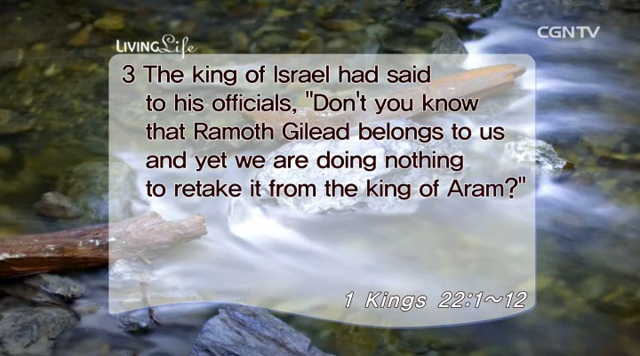 LIVING Life
CGNTV
3 The king of Israel had said
to his officials, "Don't you know
that Ramoth Gilead belongs to us
and yet we are doing nothing
to retake it from the king of Aram?"
1 Kings 22:1~12